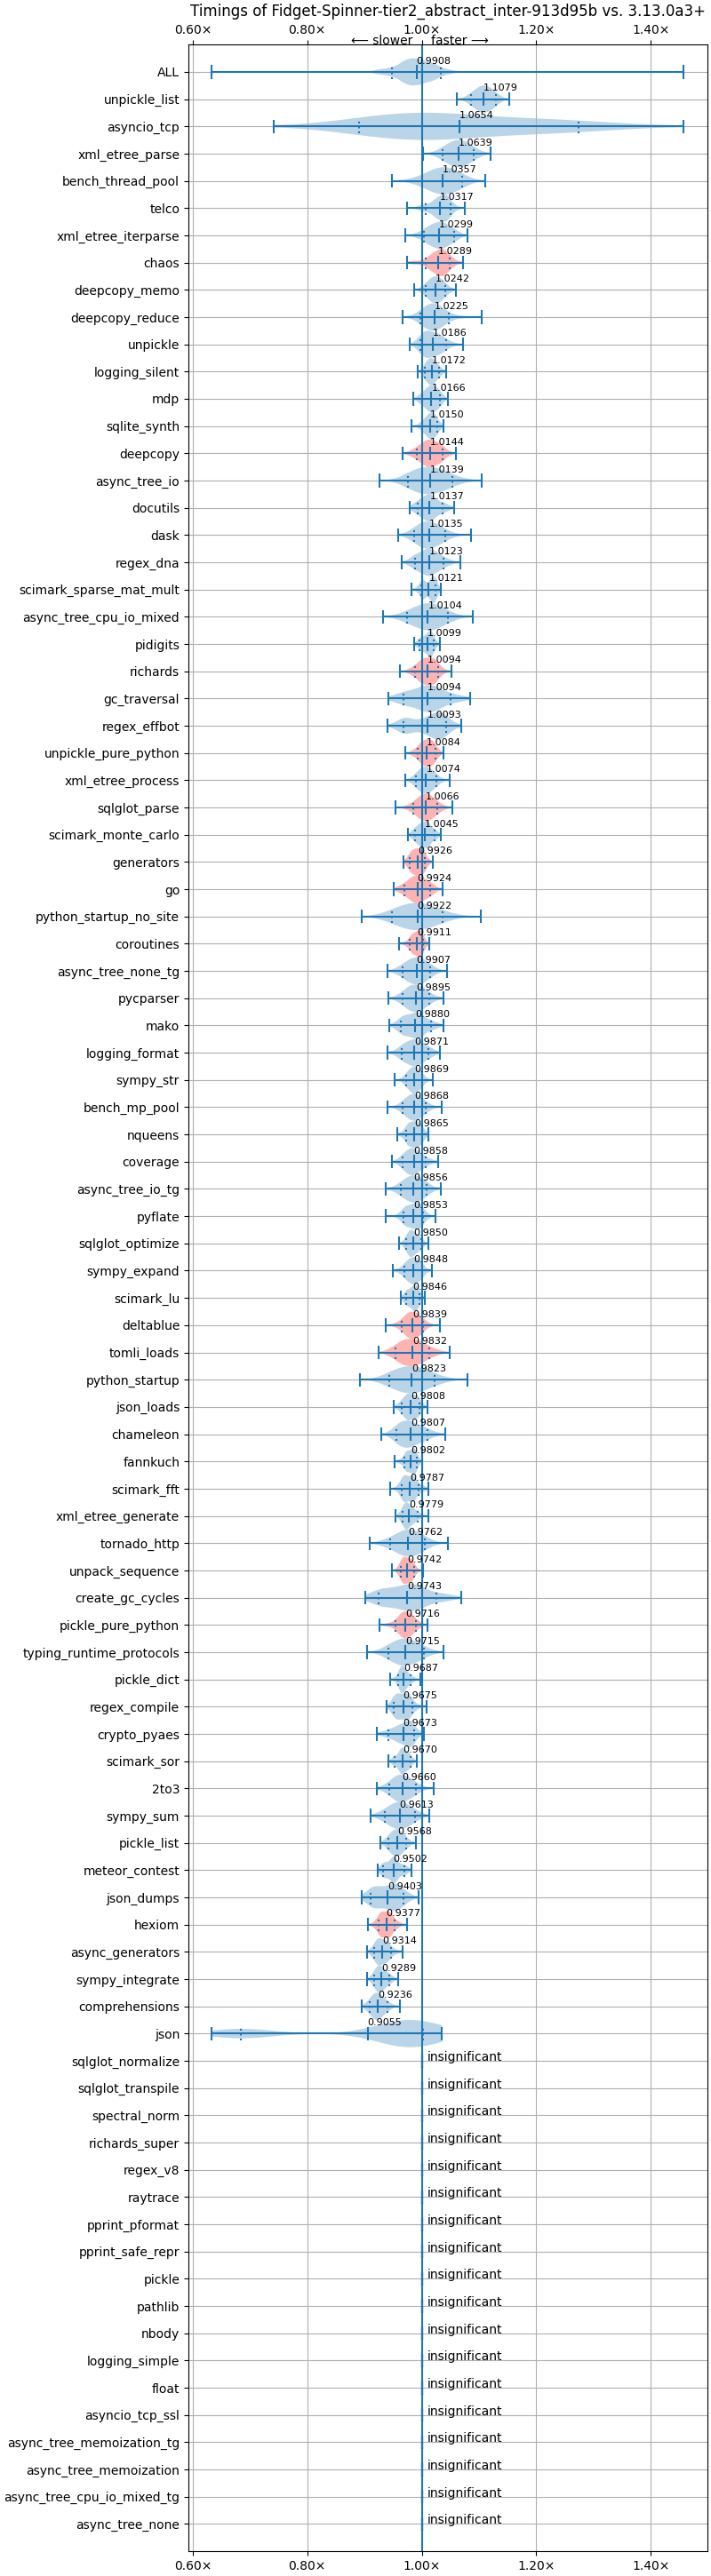 Timings of Fidget-Spinner-tier2_abstract_inter-913d95b vs. 3.13.0a3+
0.60× 0.80× 1.00× 1.20× 1.40×
⟵ slower faster ⟶
ALL 0.9908
unpickle_list 1.1079
asyncio_tcp 1.0654
xml_etree_parse 1.0639
bench_thread_pool 1.0357
telco 1.0317
xml_etree_iterparse 1.0299
chaos 1.0289
deepcopy_memo 1.0242
deepcopy_reduce 1.0225
unpickle 1.0186
logging_silent 1.0172
mdp 1.0166
sqlite_synth 1.0150
deepcopy 1.0144
async_tree_io 1.0139
docutils 1.0137
dask 1.0135
regex_dna 1.0123
scimark_sparse_mat_mult 1.0121
async_tree_cpu_io_mixed 1.0104
pidigits 1.0099
richards 1.0094
gc_traversal 1.0094
regex_effbot 1.0093
unpickle_pure_python 1.0084
xml_etree_process 1.0074
sqlglot_parse 1.0066
scimark_monte_carlo 1.0045
generators 0.9926
go 0.9924
python_startup_no_site 0.9922
coroutines 0.9911
async_tree_none_tg 0.9907
pycparser 0.9895
mako 0.9880
logging_format 0.9871
sympy_str 0.9869
bench_mp_pool 0.9868
nqueens 0.9865
coverage 0.9858
async_tree_io_tg 0.9856
pyflate 0.9853
sqlglot_optimize 0.9850
sympy_expand 0.9848
scimark_lu 0.9846
deltablue 0.9839
tomli_loads 0.9832
python_startup 0.9823
json_loads 0.9808
chameleon 0.9807
fannkuch 0.9802
scimark_fft 0.9787
xml_etree_generate 0.9779
tornado_http 0.9762
unpack_sequence 0.9742
create_gc_cycles 0.9743
pickle_pure_python 0.9716
typing_runtime_protocols 0.9715
pickle_dict 0.9687
regex_compile 0.9675
crypto_pyaes 0.9673
scimark_sor 0.9670
2to3 0.9660
sympy_sum 0.9613
pickle_list 0.9568
meteor_contest 0.9502
json_dumps 0.9403
hexiom 0.9377
async_generators 0.9314
sympy_integrate 0.9289
comprehensions 0.9236
json 0.9055
sqlglot_normalize insignificant
sqlglot_transpile insignificant
spectral_norm insignificant
richards_super insignificant
regex_v8 insignificant
raytrace insignificant
pprint_pformat insignificant
pprint_safe_repr insignificant
pickle insignificant
pathlib insignificant
nbody insignificant
logging_simple insignificant
float insignificant
asyncio_tcp_ssl insignificant
async_tree_memoization_tg insignificant
async_tree_memoization insignificant
async_tree_cpu_io_mixed_tg insignificant
async_tree_none insignificant
0.60× 0.80× 1.00× 1.20× 1.40×